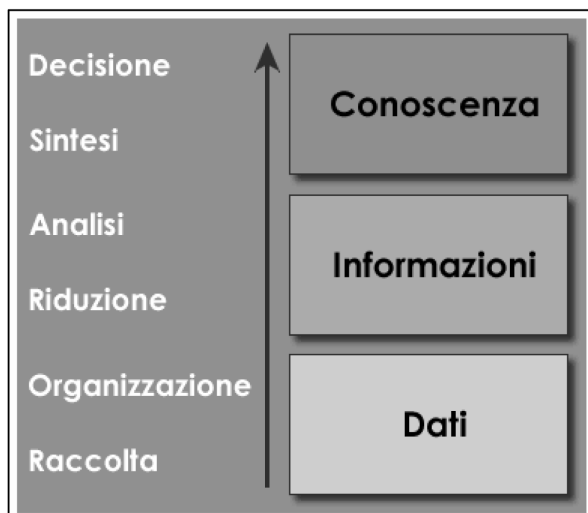 Decisione
Sintesi
Analisi
Riduzione
Organizzazione
Raccolta
Conoscenza
Informazioni
Dati